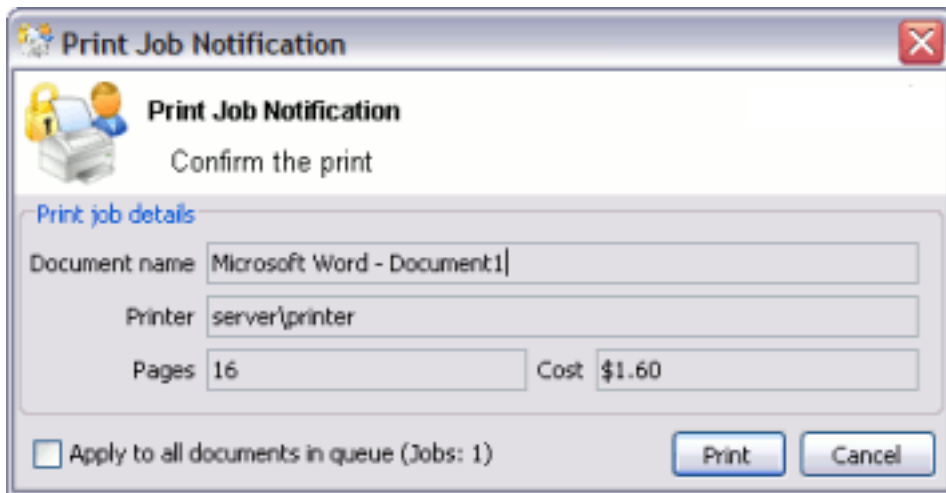 Print Job Notification
Print Job Notification
Confirm the print
Print job details
Document name Microsoft Word - Document1
Printer server\printer
Pages 16 Cost $1.60
Apply to all documents in queue (Jobs: 1) Print Cancel